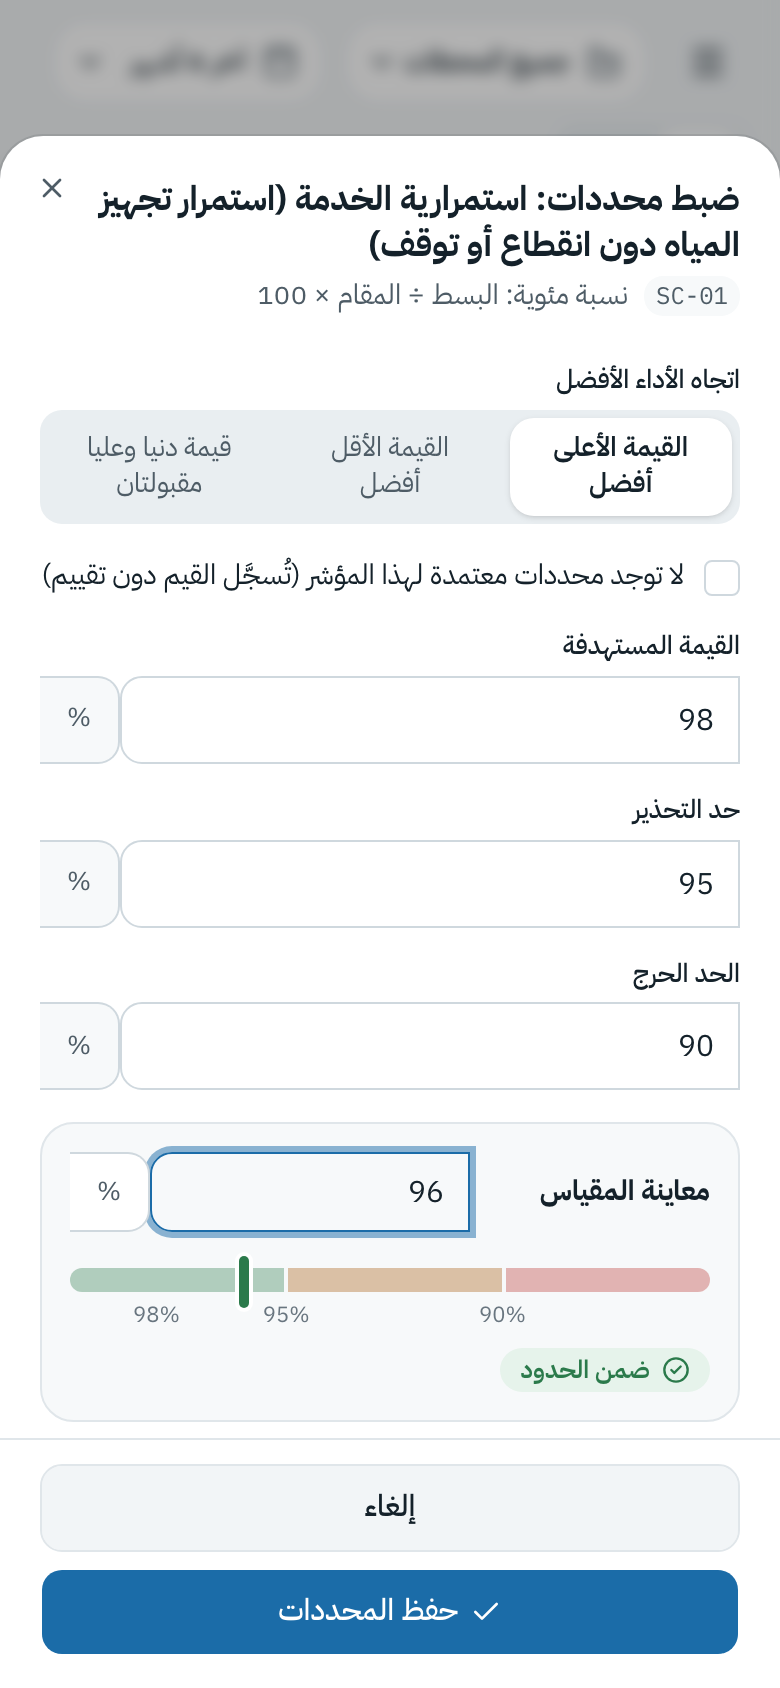 ضبط محددات: استمرارية الخدمة (استمرار تجهيز
المياه دون انقطاع أو توقف)
SC-01 نسبة مئوية: البسط ÷ المقام × 100
اتجاه الأداء الأفضل
القيمة الأعلى أفضل
القيمة الأقل أفضل
قيمة دنيا وعليا مقبولتان
لا توجد محددات معتمدة لهذا المؤشر (تُسجَّل القيم دون تقييم)
القيمة المستهدفة
98 %
حد التحذير
95 %
الحد الحرج
90 %
معاينة المقياس 96 %
90% 95% 98%
ضمن الحدود
إلغاء
حفظ المحددات